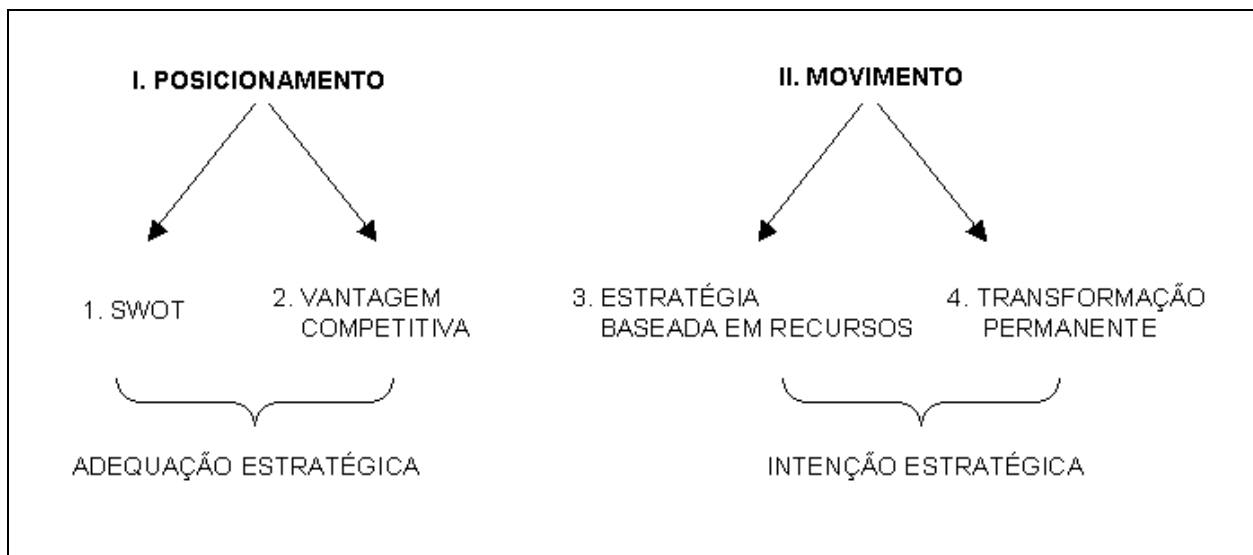 I. POSICIONAMENTO
II. MOVIMENTO
1. SWOT
2. VANTAGEM
COMPETITIVA
3. ESTRATÉGIA
BASEADA EM RECURSOS
4. TRANSFORMAÇÃO
PERMANENTE
ADEQUAÇÃO ESTRATÉGICA
INTENÇÃO ESTRATÉGICA